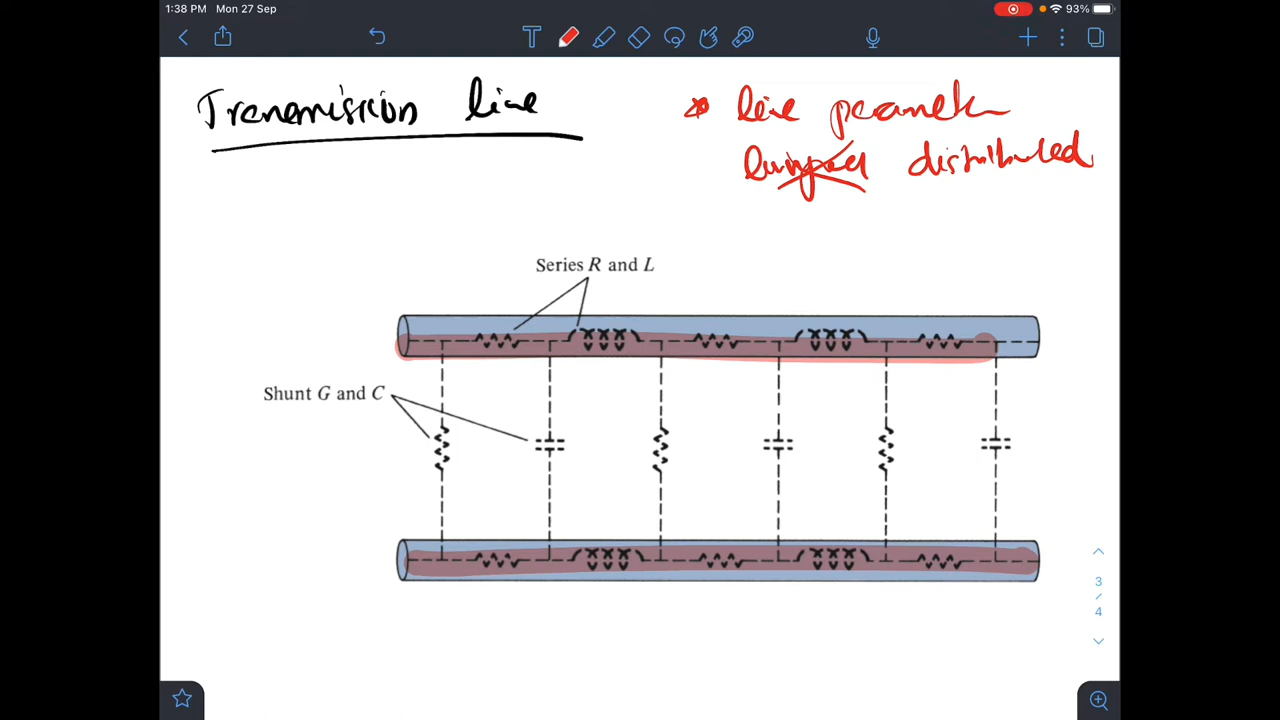 1:38 PM Mon 27 Sep
93%
T
Transmission line
* line parameter
lumped distributed
Series R and L
Shunt G and C
3
/
4